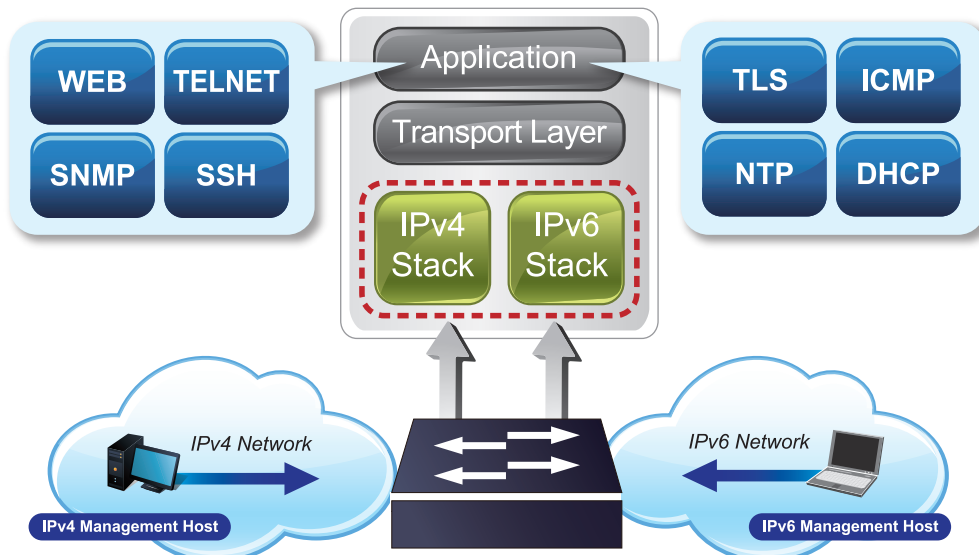 Application
Transport Layer
IPv4
Stack
IPv6
Stack
WEB
TELNET
SNMP
SSH
TLS
ICMP
NTP
DHCP
IPv4 Network
IPv4 Management Host
IPv6 Network
IPv6 Management Host